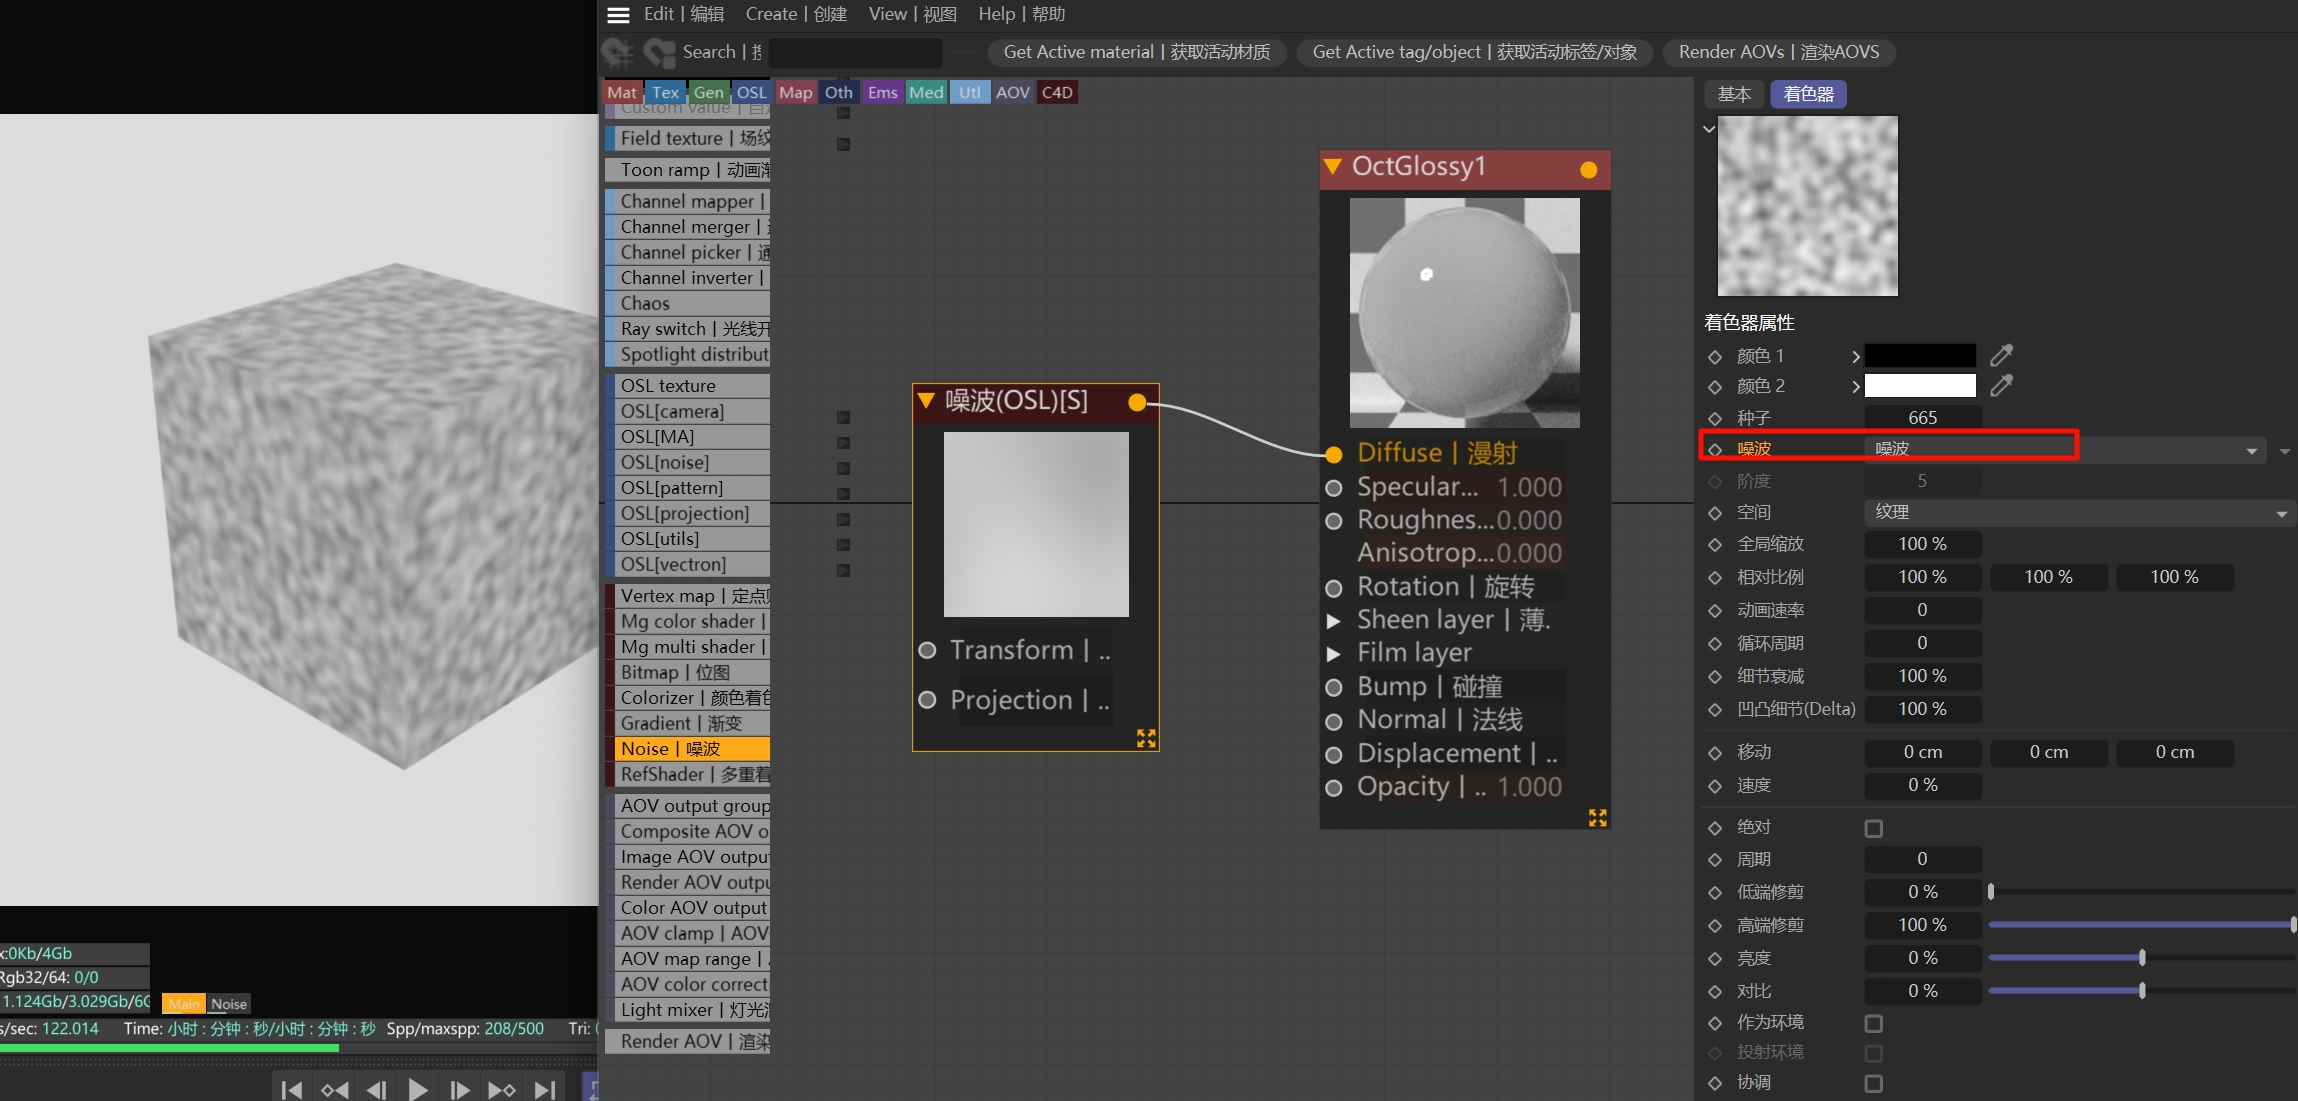 Edit | 编辑 Create | 创建 View | 视图 Help | 帮助
Search |
Get Active material | 获取活动材质 Get Active tag/object | 获取活动标签/对象 Render AOVs | 渲染AOVS
Mat Tex Gen OSL Map Oth Ems Med Utl AOV C4D
Custom value |
Field texture | 场纹
Toon ramp | 动画渐
Channel mapper |
Channel merger |
Channel picker | 通
Channel inverter |
Chaos
Ray switch | 光线开
Spotlight distribut
OSL texture
OSL[camera]
OSL[MA]
OSL[noise]
OSL[pattern]
OSL[projection]
OSL[utils]
OSL[vectron]
Vertex map | 定点
Mg color shader |
Mg multi shader |
Bitmap | 位图
Colorizer | 颜色着色
Gradient | 渐变
Noise | 噪波
RefShader | 多重着
AOV output group
Composite AOV o
Image AOV outpu
Render AOV outpu
Color AOV output
AOV clamp | AOV
AOV map range |
AOV color correct
Light mixer | 灯光混
Render AOV | 渲染
噪波(OSL)[S]
Transform | ..
Projection | ..
OctGlossy1
Diffuse | 漫射
Specular... 1.000
Roughnes...0.000
Anisotrop...0.000
Rotation | 旋转
Sheen layer | 薄.
Film layer
Bump | 碰撞
Normal | 法线
Displacement | ..
Opacity | .. 1.000
基本 着色器
着色器属性
颜色 1
颜色 2
种子 665
噪波 噪波
阶度 5
空间 纹理
全局缩放 100 %
相对比例 100 % 100 % 100 %
动画速率 0
循环周期 0
细节衰减 100 %
凹凸细节(Delta) 100 %
移动 0 cm 0 cm 0 cm
速度 0 %
绝对
周期 0
低端修剪 0 %
高端修剪 100 %
亮度 0 %
对比 0 %
作为环境
投射环境
协调
x:0Kb/4Gb
Rgb32/64: 0/0
1.124Gb/3.029Gb/6G
Main Noise
s/sec: 122.014 Time: 小时 : 分钟 : 秒/小时 : 分钟 : 秒 Spp/maxspp: 208/500 Tri: